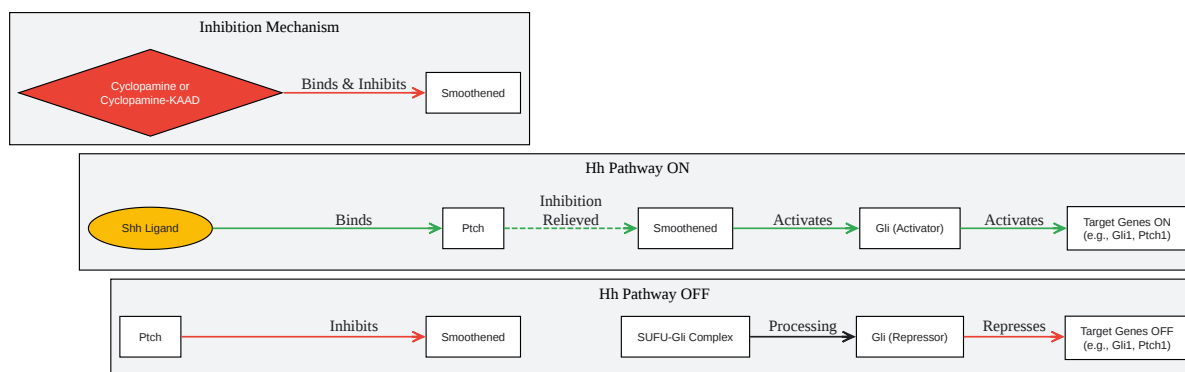 Inhibition Mechanism
Cyclopamine or
Cyclopamine-KAAD
Binds & Inhibits
Smoothened
Hh Pathway ON
Shh Ligand
Binds
Ptch
Inhibition
Relieved
Smoothened
Activates
Gli (Activator)
Activates
Target Genes ON
(e.g., Gli1, Ptch1)
Hh Pathway OFF
Ptch
Inhibits
Smoothened
SUFU-Gli Complex
Processing
Gli (Repressor)
Represses
Target Genes OFF
(e.g., Gli1, Ptch1)